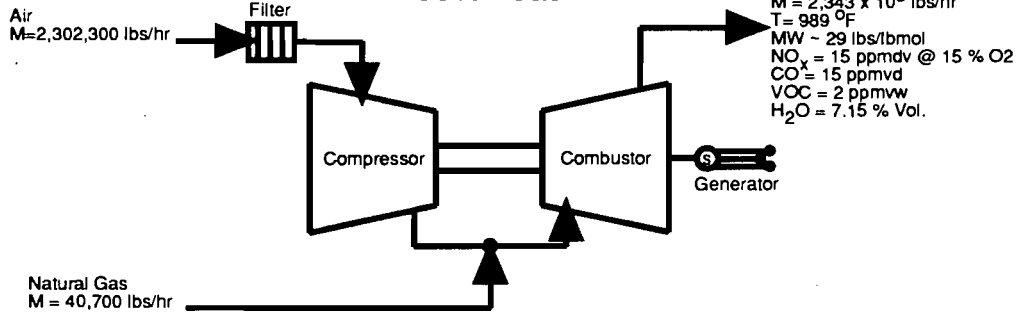 Air
M=2,302,300 lbs/hr
Filter
T= 989 °F
MW ~ 29 lbs/lbmol
NOx = 15 ppmdv @ 15 % O2
CO = 15 ppmvd
VOC = 2 ppmvw
H2O = 7.15 % Vol.
Compressor
Combustor
S
Generator
Natural Gas
M = 40,700 lbs/hr